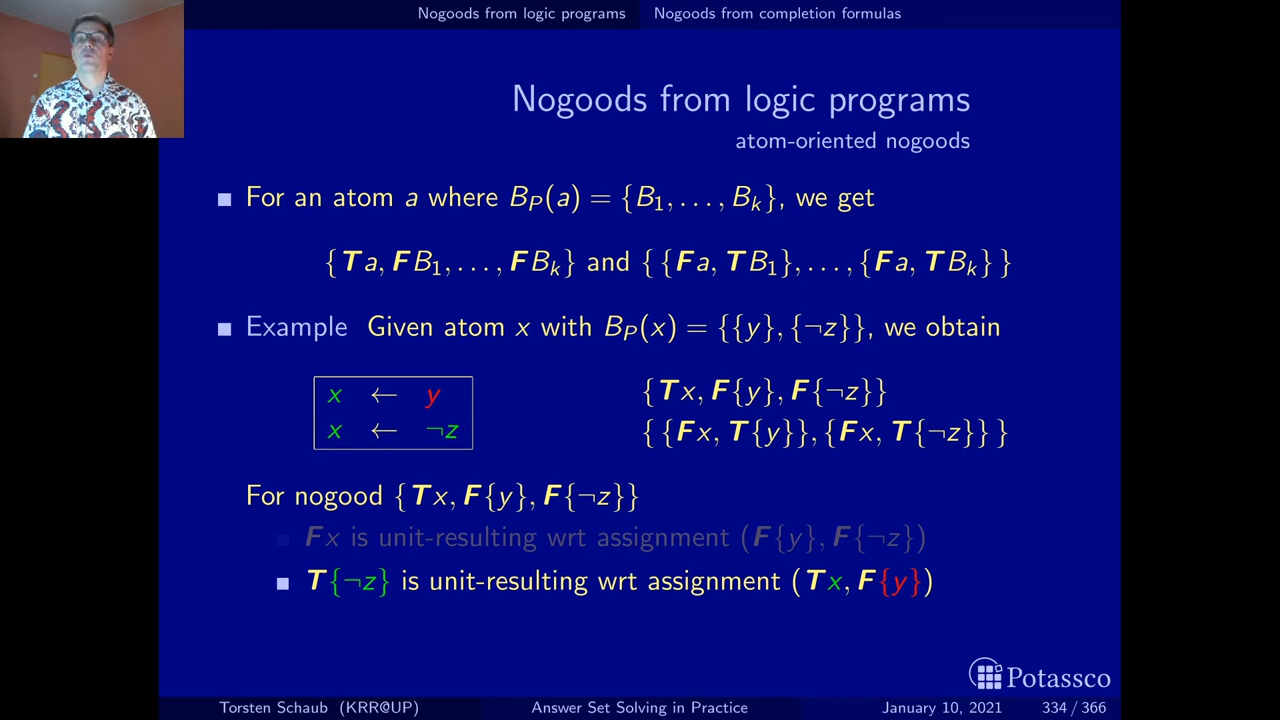 Nogoods from logic programs Nogoods from completion formulas
Nogoods from logic programs
atom-oriented nogoods
■ For an atom a where B_P(a) = {B₁, . . . , B_k}, we get
{Ta, FB₁, . . . , FB_k} and { {Fa, TB₁}, . . . , {Fa, TB_k} }
■ Example Given atom x with B_P(x) = {{y}, {¬z}}, we obtain
x ← y
x ← ¬z
{Tx, F{y}, F{¬z}}
{ {Fx, T{y}}, {Fx, T{¬z}} }
For nogood {Tx, F{y}, F{¬z}}
■ Fx is unit-resulting wrt assignment (F{y}, F{¬z})
■ T{¬z} is unit-resulting wrt assignment (Tx, F{y})
Potassco
Torsten Schaub (KRR@UP) Answer Set Solving in Practice January 10, 2021 334 / 366